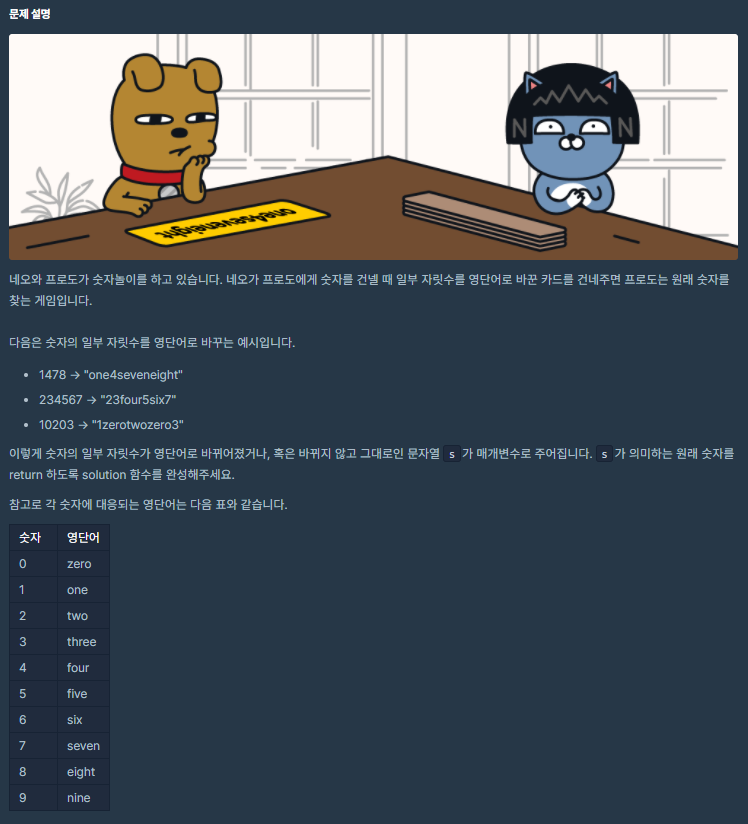 문제 설명
one4seveneight
네오와 프로도가 숫자놀이를 하고 있습니다. 네오가 프로도에게 숫자를 건넬 때 일부 자릿수를 영단어로 바꾼 카드를 건네주면 프로도는 원래 숫자를
찾는 게임입니다.
다음은 숫자의 일부 자릿수를 영단어로 바꾸는 예시입니다.
• 1478 → "one4seveneight"
• 234567 → "23four5six7"
• 10203 → "1zerotwozero3"
이렇게 숫자의 일부 자릿수가 영단어로 바뀌어졌거나, 혹은 바뀌지 않고 그대로인 문자열 s 가 매개변수로 주어집니다. s 가 의미하는 원래 숫자를
return 하도록 solution 함수를 완성해주세요.
참고로 각 숫자에 대응되는 영단어는 다음 표와 같습니다.
숫자 영단어
0 zero
1 one
2 two
3 three
4 four
5 five
6 six
7 seven
8 eight
9 nine